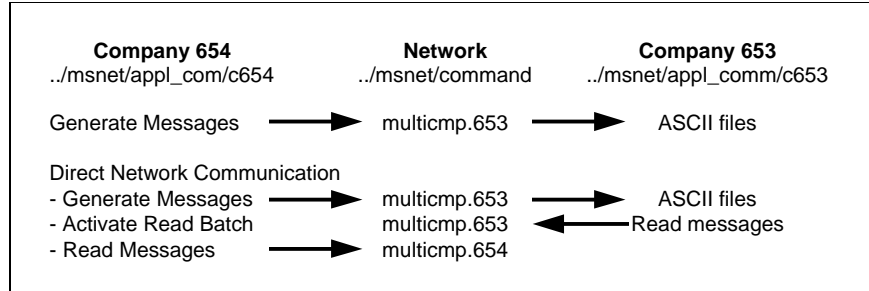 Company 654 Network Company 653
../msnet/appl_com/c654 ../msnet/command ../msnet/appl_comm/c653
Generate Messages multicmp.653 ASCII files
Direct Network Communication
- Generate Messages multicmp.653 ASCII files
- Activate Read Batch multicmp.653 Read messages
- Read Messages multicmp.654